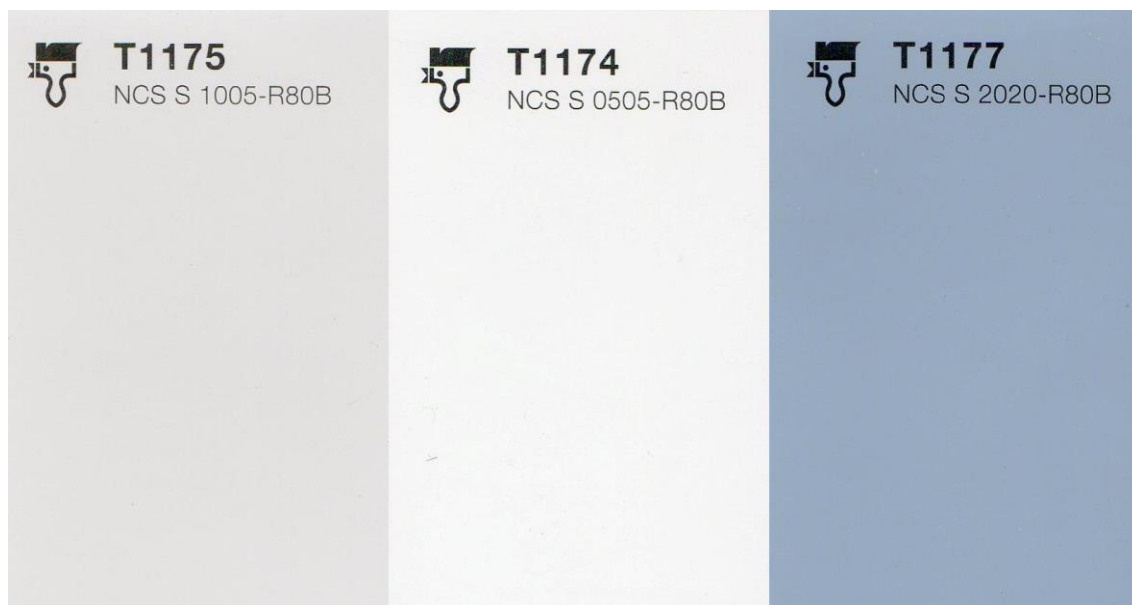 T1175
NCS S 1005-R80B
T1174
NCS S 0505-R80B
T1177
NCS S 2020-R80B